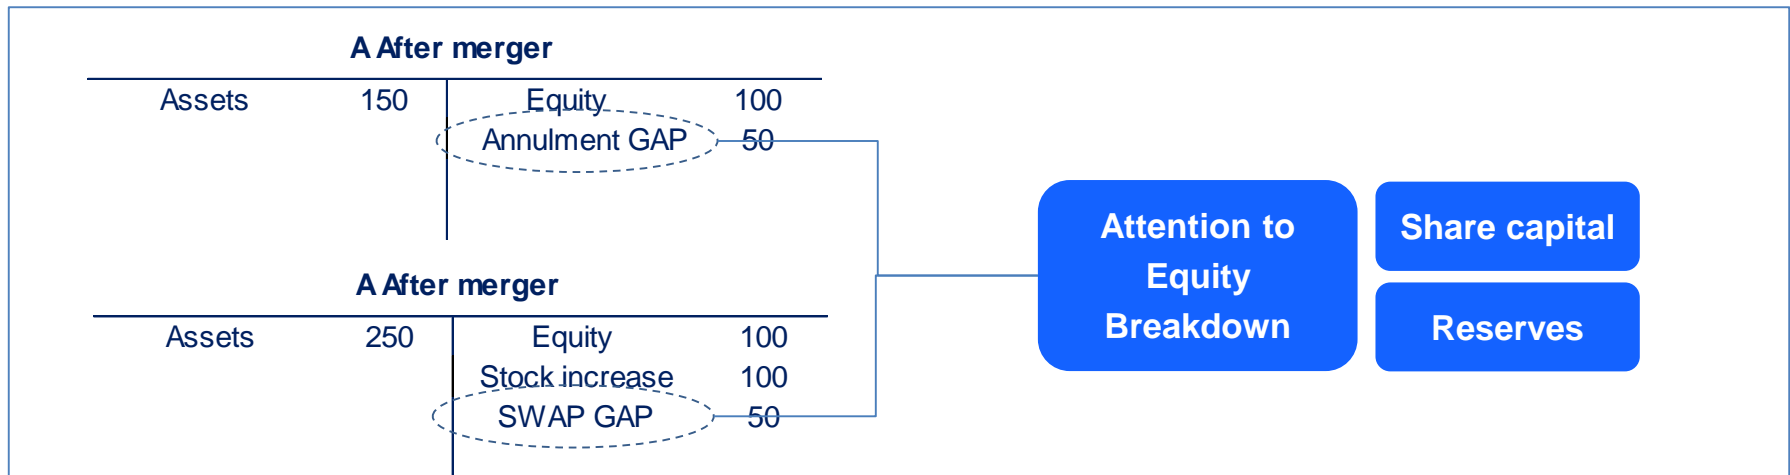 A After merger
Assets 150 Equity 100
Annulment GAP 50
A After merger
Assets 250 Equity 100
Stock increase 100
SWAP GAP 50
Attention to
Equity
Breakdown
Share capital
Reserves